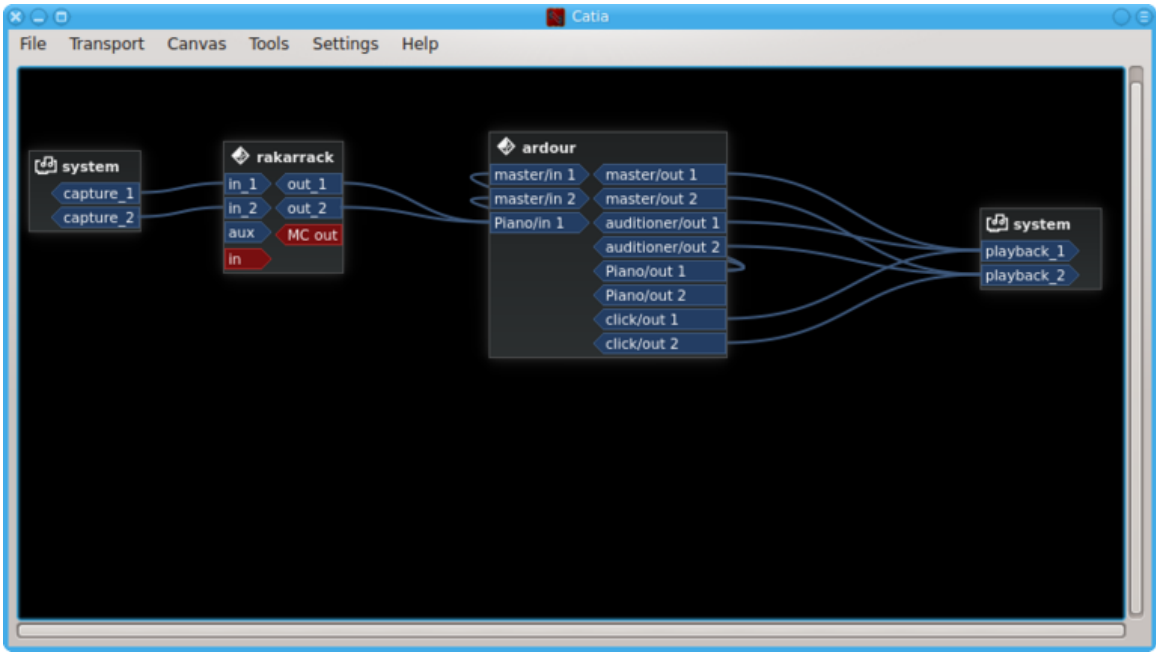 Catia
File Transport Canvas Tools Settings Help
system
capture_1
capture_2
rakarrack
in_1 out_1
in_2 out_2
aux MC out
in
ardour
master/in 1 master/out 1
master/in 2 master/out 2
Piano/in 1 auditioner/out 1
auditioner/out 2
Piano/out 1
Piano/out 2
click/out 1
click/out 2
system
playback_1
playback_2